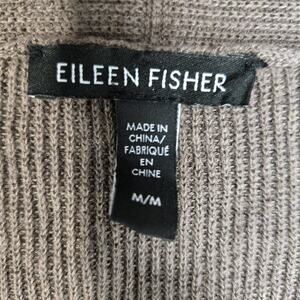 EILEEN FISHER
MADE IN
CHINA/
FABRIQUÉ
EN
CHINE
M/M